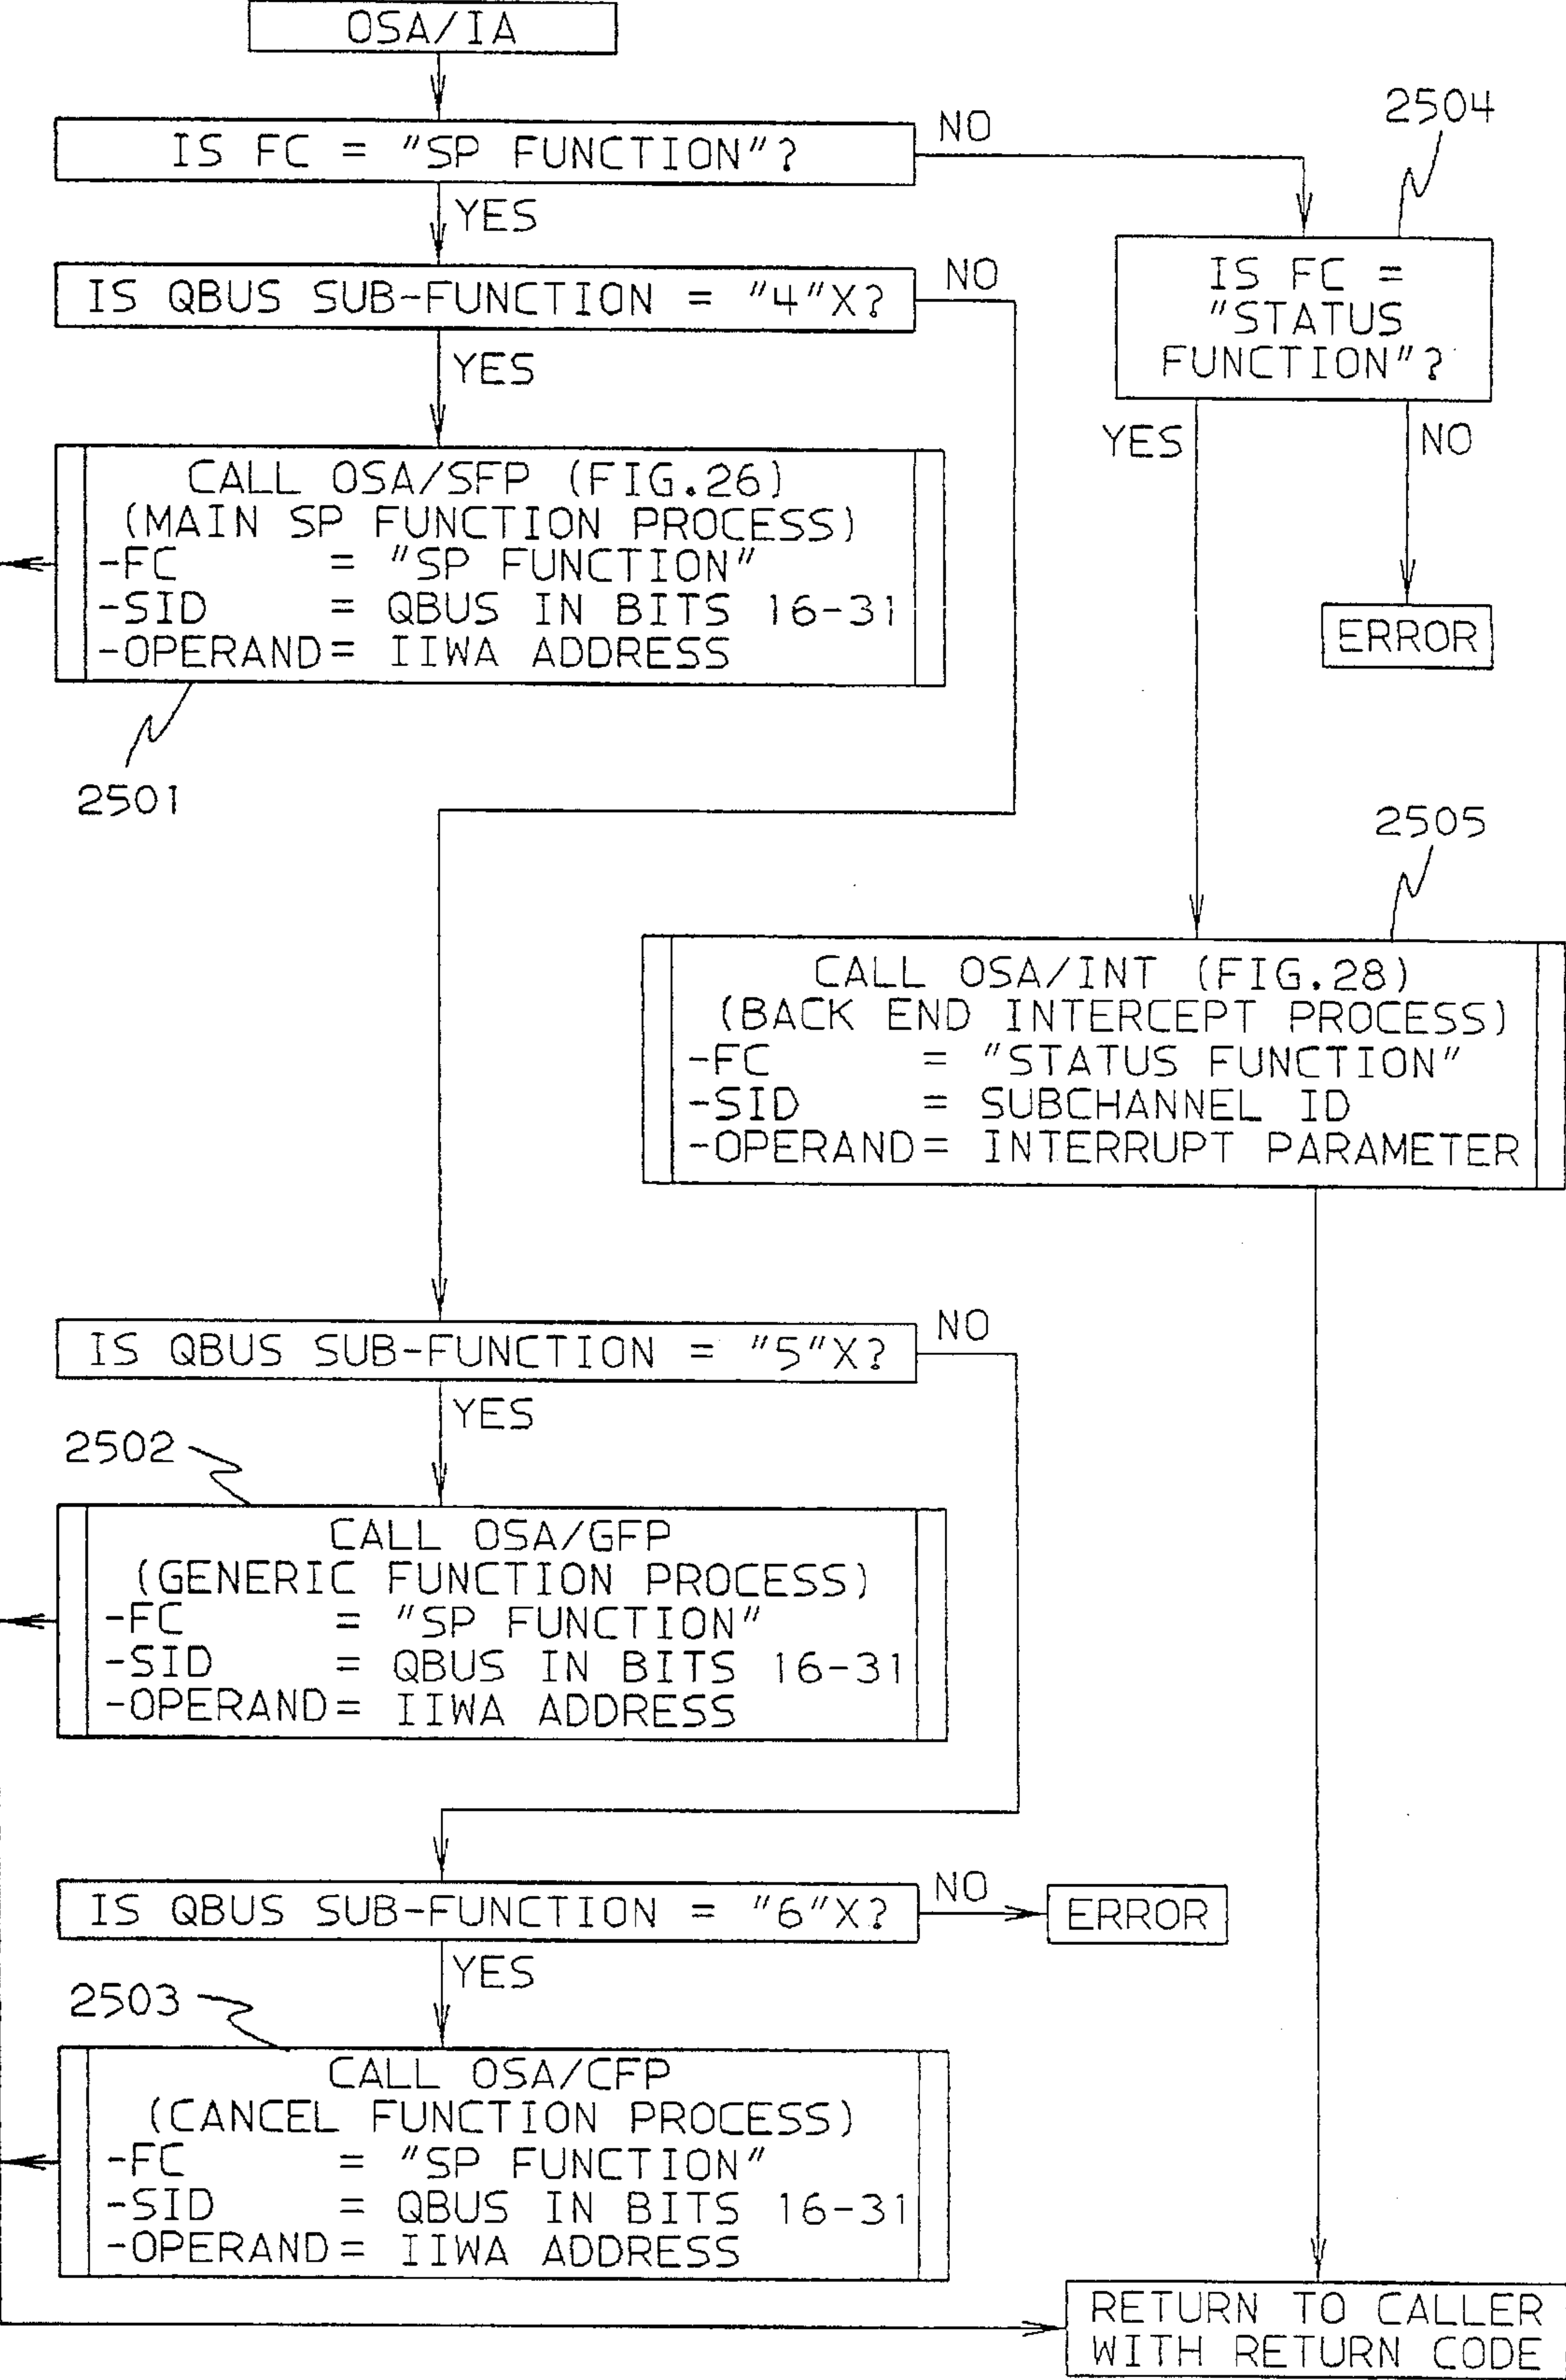 OSA/IA
IS FC = "SP FUNCTION"?
NO
YES
2504
IS FC =
"STATUS
FUNCTION"?
YES
NO
ERROR
IS QBUS SUB-FUNCTION = "4"X?
NO
YES
CALL OSA/SFP (FIG.26)
(MAIN SP FUNCTION PROCESS)
-FC = "SP FUNCTION"
-SID = QBUS IN BITS 16-31
-OPERAND= IIWA ADDRESS
2501
2505
CALL OSA/INT (FIG.28)
(BACK END INTERCEPT PROCESS)
-FC = "STATUS FUNCTION"
-SID = SUBCHANNEL ID
-OPERAND= INTERRUPT PARAMETER
IS QBUS SUB-FUNCTION = "5"X?
NO
YES
2502
CALL OSA/GFP
(GENERIC FUNCTION PROCESS)
-FC = "SP FUNCTION"
-SID = QBUS IN BITS 16-31
-OPERAND= IIWA ADDRESS
IS QBUS SUB-FUNCTION = "6"X?
NO
ERROR
YES
2503
CALL OSA/CFP
(CANCEL FUNCTION PROCESS)
-FC = "SP FUNCTION"
-SID = QBUS IN BITS 16-31
-OPERAND= IIWA ADDRESS
RETURN TO CALLER
WITH RETURN CODE